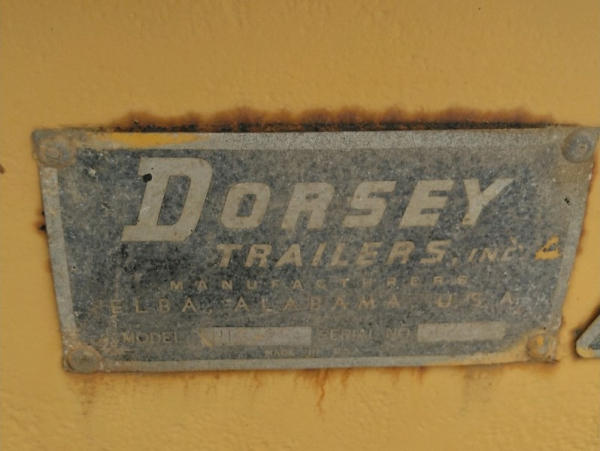 DORSEY
TRAILERS, INC
MANUFACTURERS
ELBA, ALABAMA, U.S.A.
MODEL SERIAL NO.